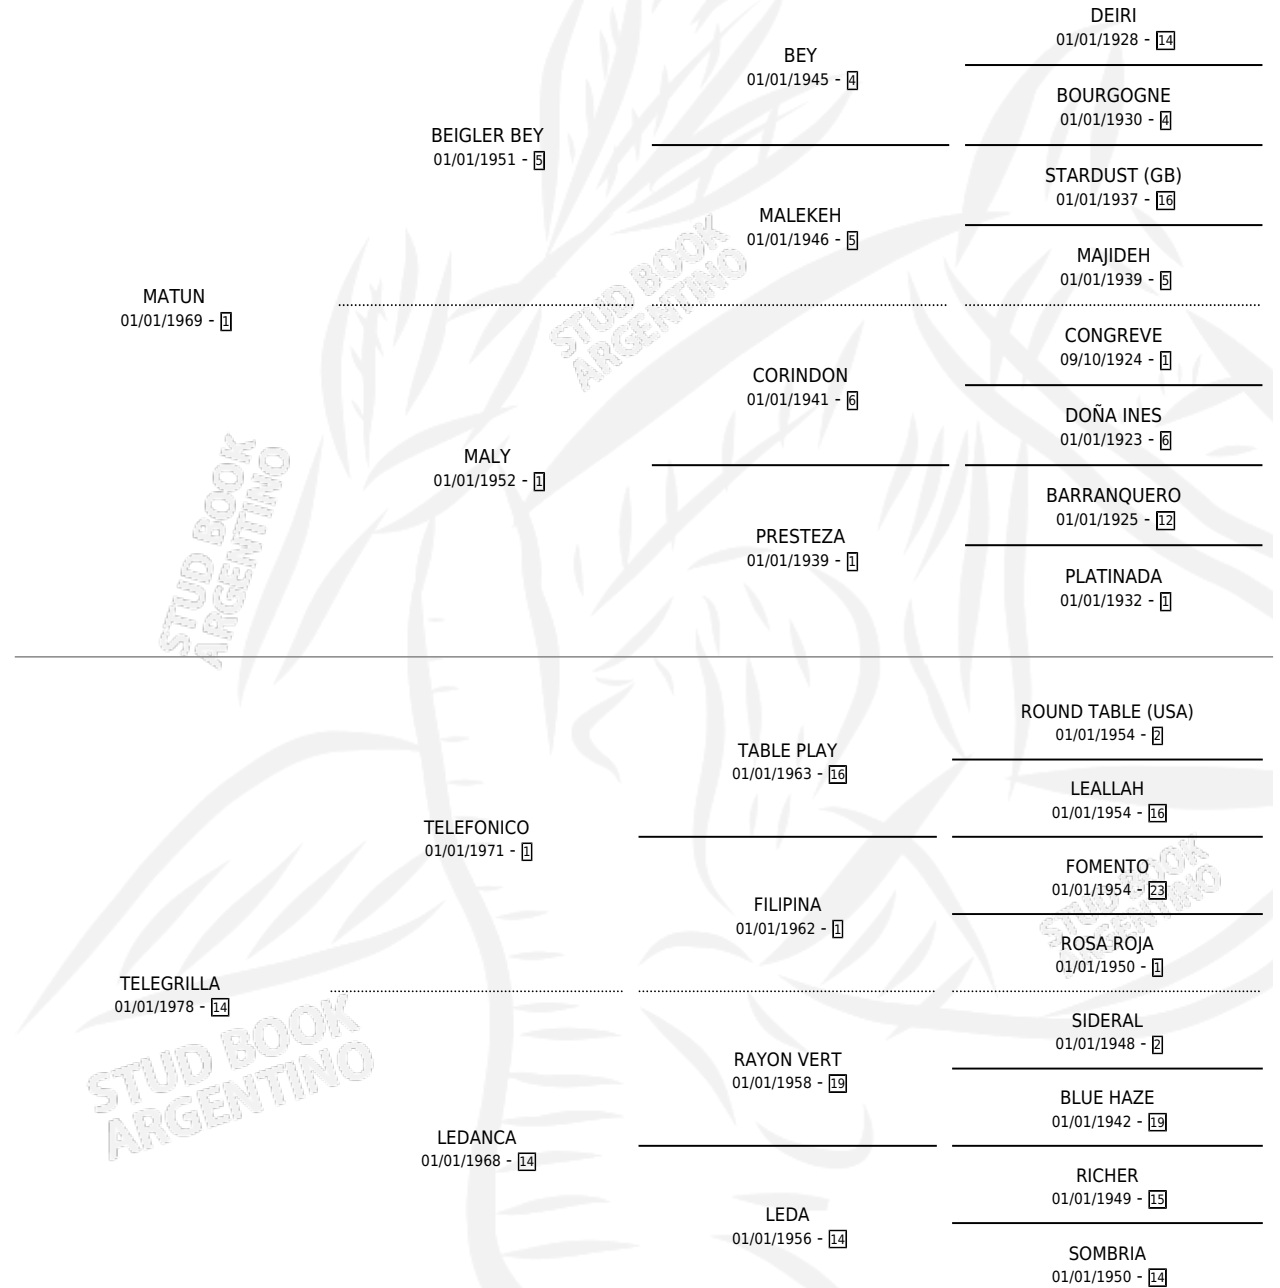 DEIRI
01/01/1928 - 14
BEY
01/01/1945 - 4
BOURGOGNE
01/01/1930 - 4
BEIGLER BEY
01/01/1951 - 5
STARDUST (GB)
01/01/1937 - 16
MALEKEH
01/01/1946 - 5
MAJIDEH
01/01/1939 - 5
MATUN
01/01/1969 - 1
CONGREVE
09/10/1924 - 1
CORINDON
01/01/1941 - 6
DOÑA INES
01/01/1923 - 6
MALY
01/01/1952 - 1
BARRANQUERO
01/01/1925 - 12
PRESTEZA
01/01/1939 - 1
PLATINADA
01/01/1932 - 1
STUD BOOK
ARGENTINO
STUD BOOK
ARGENTINO
ROUND TABLE (USA)
01/01/1954 - 2
TABLE PLAY
01/01/1963 - 16
LEALLAH
01/01/1954 - 16
TELEFONICO
01/01/1971 - 1
FOMENTO
01/01/1954 - 23
FILIPINA
01/01/1962 - 1
ROSA ROJA
01/01/1950 - 1
STUD BOOK
ARGENTINO
TELEGRILLA
01/01/1978 - 14
SIDERAL
01/01/1948 - 2
RAYON VERT
01/01/1958 - 19
BLUE HAZE
01/01/1942 - 19
STUD BOOK
ARGENTINO
LEDANCA
01/01/1968 - 14
RICHER
01/01/1949 - 15
LEDA
01/01/1956 - 14
SOMBRIA
01/01/1950 - 14